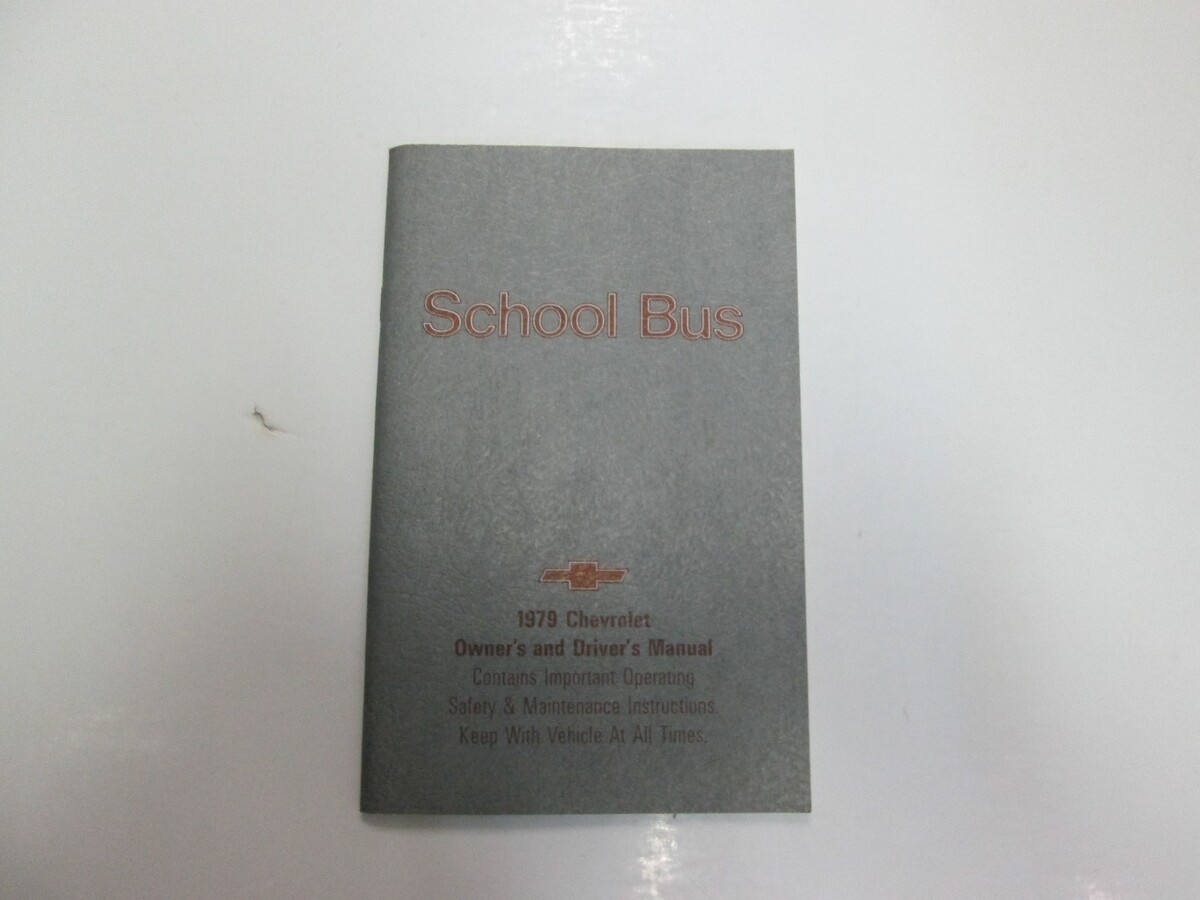 School Bus
1979 Chevrolet
Owner's and Driver's Manual
Contains Important Operating
Safety & Maintenance Instructions.
Keep With Vehicle At All Times.